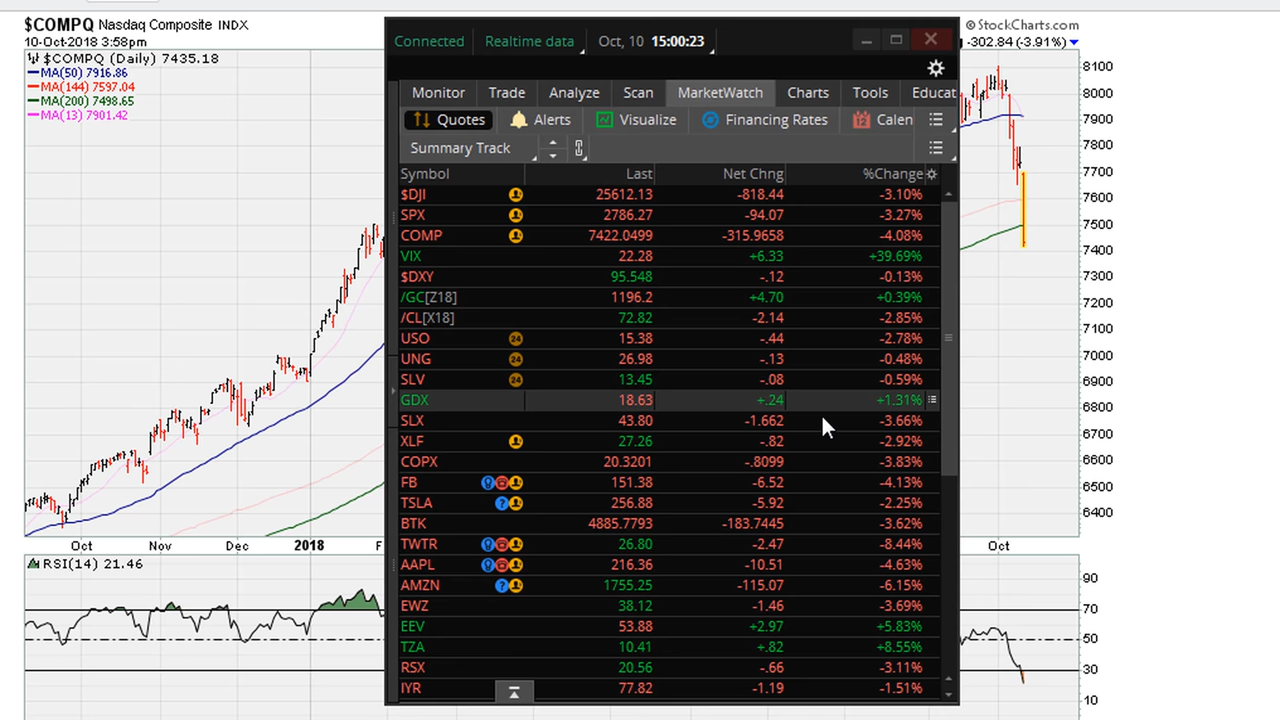 $COMPQ Nasdaq Composite INDX
© StockCharts.com
10-Oct-2018 3:58pm
-302.84 (-3.91%)
$COMPQ (Daily) 7435.18
MA(50) 7916.86
MA(144) 7597.04
MA(200) 7498.65
MA(13) 7901.42
Connected Realtime data Oct, 10 15:00:23
Monitor Trade Analyze Scan MarketWatch Charts Tools Educat
Quotes Alerts Visualize Financing Rates 12 Calen
Summary Track
Symbol Last Net Chng %Change
$DJI 25612.13 -818.44 -3.10%
SPX 2786.27 -94.07 -3.27%
COMP 7422.0499 -315.9658 -4.08%
VIX 22.28 +6.33 +39.69%
$DXY 95.548 -.12 -0.13%
/GC[Z18] 1196.2 +4.70 +0.39%
/CL[X18] 72.82 -2.14 -2.85%
USO 24 15.38 -.44 -2.78%
UNG 24 26.98 -.13 -0.48%
SLV 24 13.45 -.08 -0.59%
GDX 18.63 +.24 +1.31%
SLX 43.80 -1.662 -3.66%
XLF 27.26 -.82 -2.92%
COPX 20.3201 -.8099 -3.83%
FB 151.38 -6.52 -4.13%
TSLA ? 256.88 -5.92 -2.25%
BTK 4885.7793 -183.7445 -3.62%
TWTR 26.80 -2.47 -8.44%
AAPL 216.36 -10.51 -4.63%
AMZN ? 1755.25 -115.07 -6.15%
EWZ 38.12 -1.46 -3.69%
EEV 53.88 +2.97 +5.83%
TZA 10.41 +.82 +8.55%
RSX 20.56 -.66 -3.11%
IYR 77.82 -1.19 -1.51%
8100
8000
7900
7800
7700
7600
7500
7400
7300
7200
7100
7000
6900
6800
6700
6600
6500
6400
Oct Nov Dec 2018 F Oct
RSI(14) 21.46
90
70
50
30
10